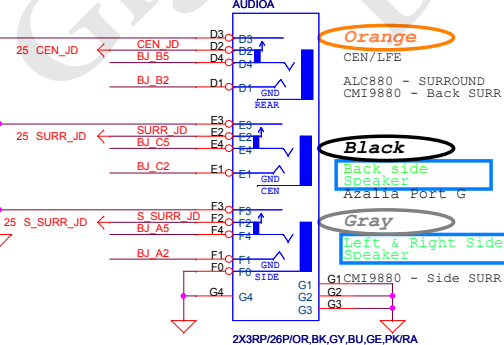 AUDIOA
D3 D3
25 CEN_JD CEN_JD D2 D2
BJ_B5 D4 D4
BJ_B2 D1 D1
GND
REAR
Orange
CEN/LFE
ALC880 - SURROUND
CMI9880 - Back SURR
E3 E3
25 SURR_JD SURR_JD E2 E2
BJ_C5 E4 E4
BJ_C2 E1 E1
GND
CEN
Black
Back side
Speaker
Azalia Port G
F3 F3
25 S_SURR_JD S_SURR_JD F2 F2
BJ_A5 F4 F4
BJ_A2 F1 F1
F0 F0
GND
SIDE
Gray
Left & Right Side
Speaker
CMI9880 - Side SURR
G4 G4
G1 G1
G2 G2
G3 G3
2X3RP/26P/OR,BK,GY,BU,GE,PK/RA